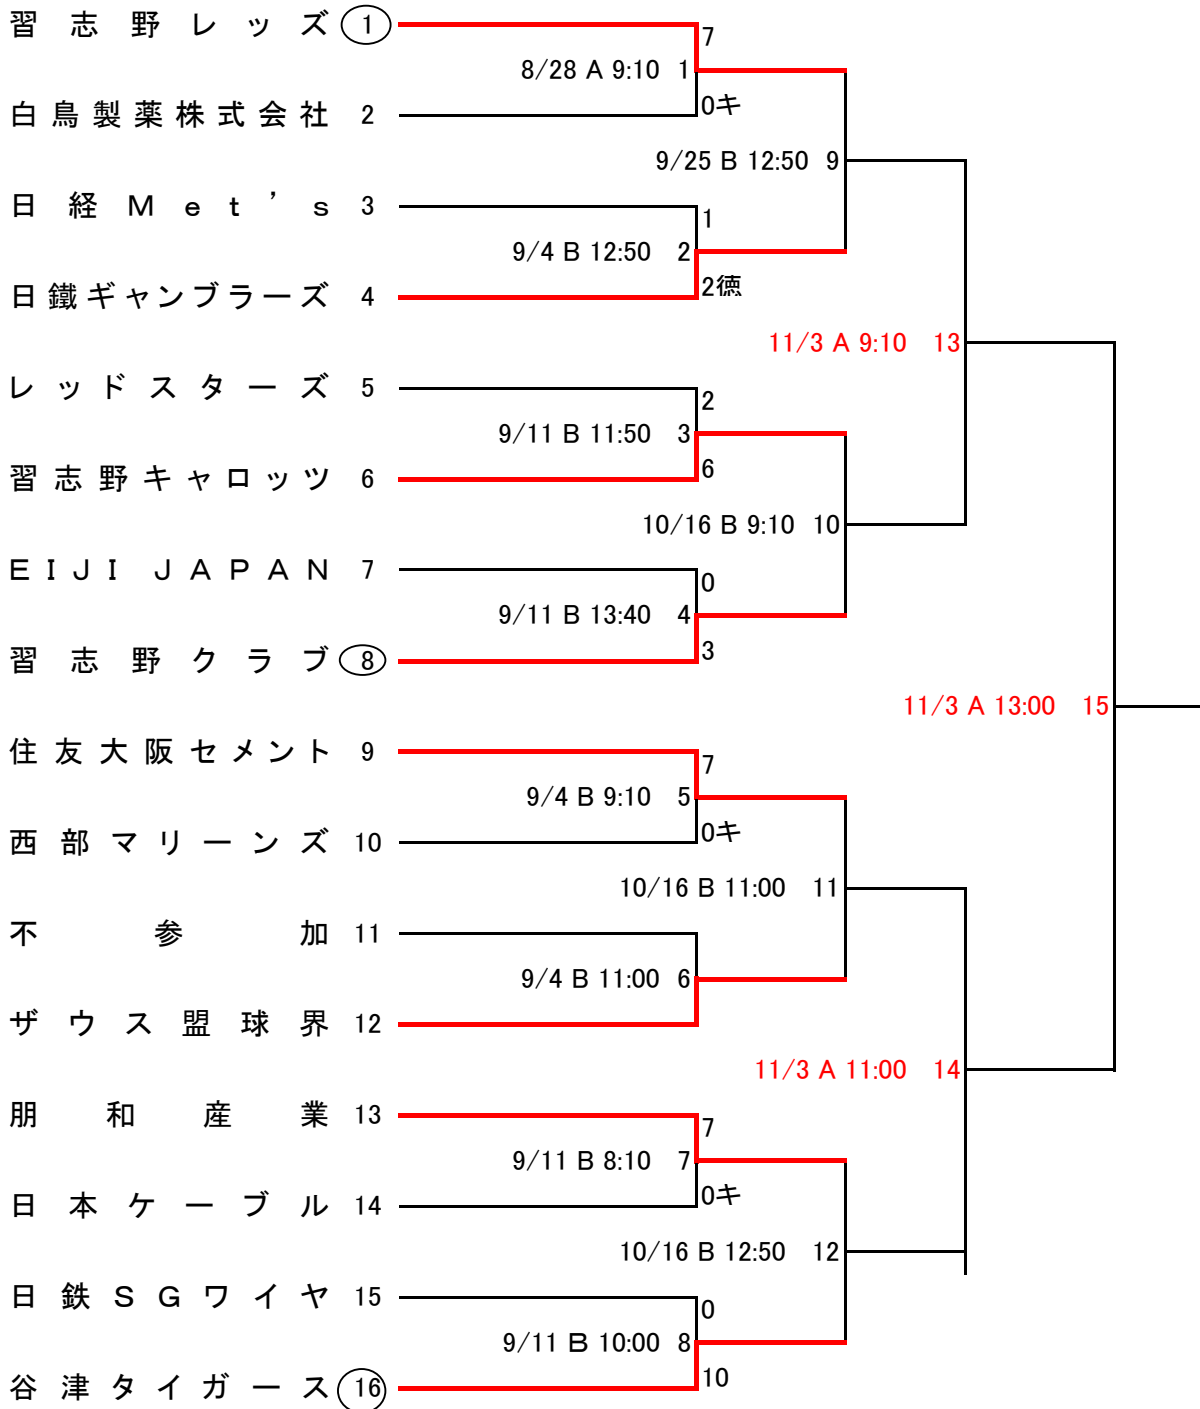 習志野レッズ 1
7
8/28 A 9:10 1
0キ
白鳥製薬株式会社 2
9/25 B 12:50 9
日経Ｍｅｔ’ｓ 3
1
9/4 B 12:50 2
2徳
日鐵ギャンブラーズ 4
11/3 A 9:10 13
レッドスターズ 5
2
9/11 B 11:50 3
6
習志野キャロッツ 6
10/16 B 9:10 10
ＥＩＪＩ ＪＡＰＡＮ 7
0
9/11 B 13:40 4
3
習志野クラブ 8
11/3 A 13:00 15
住友大阪セメント 9
7
9/4 B 9:10 5
0キ
西部マリーンズ 10
10/16 B 11:00 11
不参加 11
9/4 B 11:00 6
ザウス盟球界 12
11/3 A 11:00 14
朋和産業 13
7
9/11 B 8:10 7
0キ
日本ケーブル 14
10/16 B 12:50 12
日鉄ＳＧワイヤ 15
0
9/11 B 10:00 8
10
谷津タイガース 16